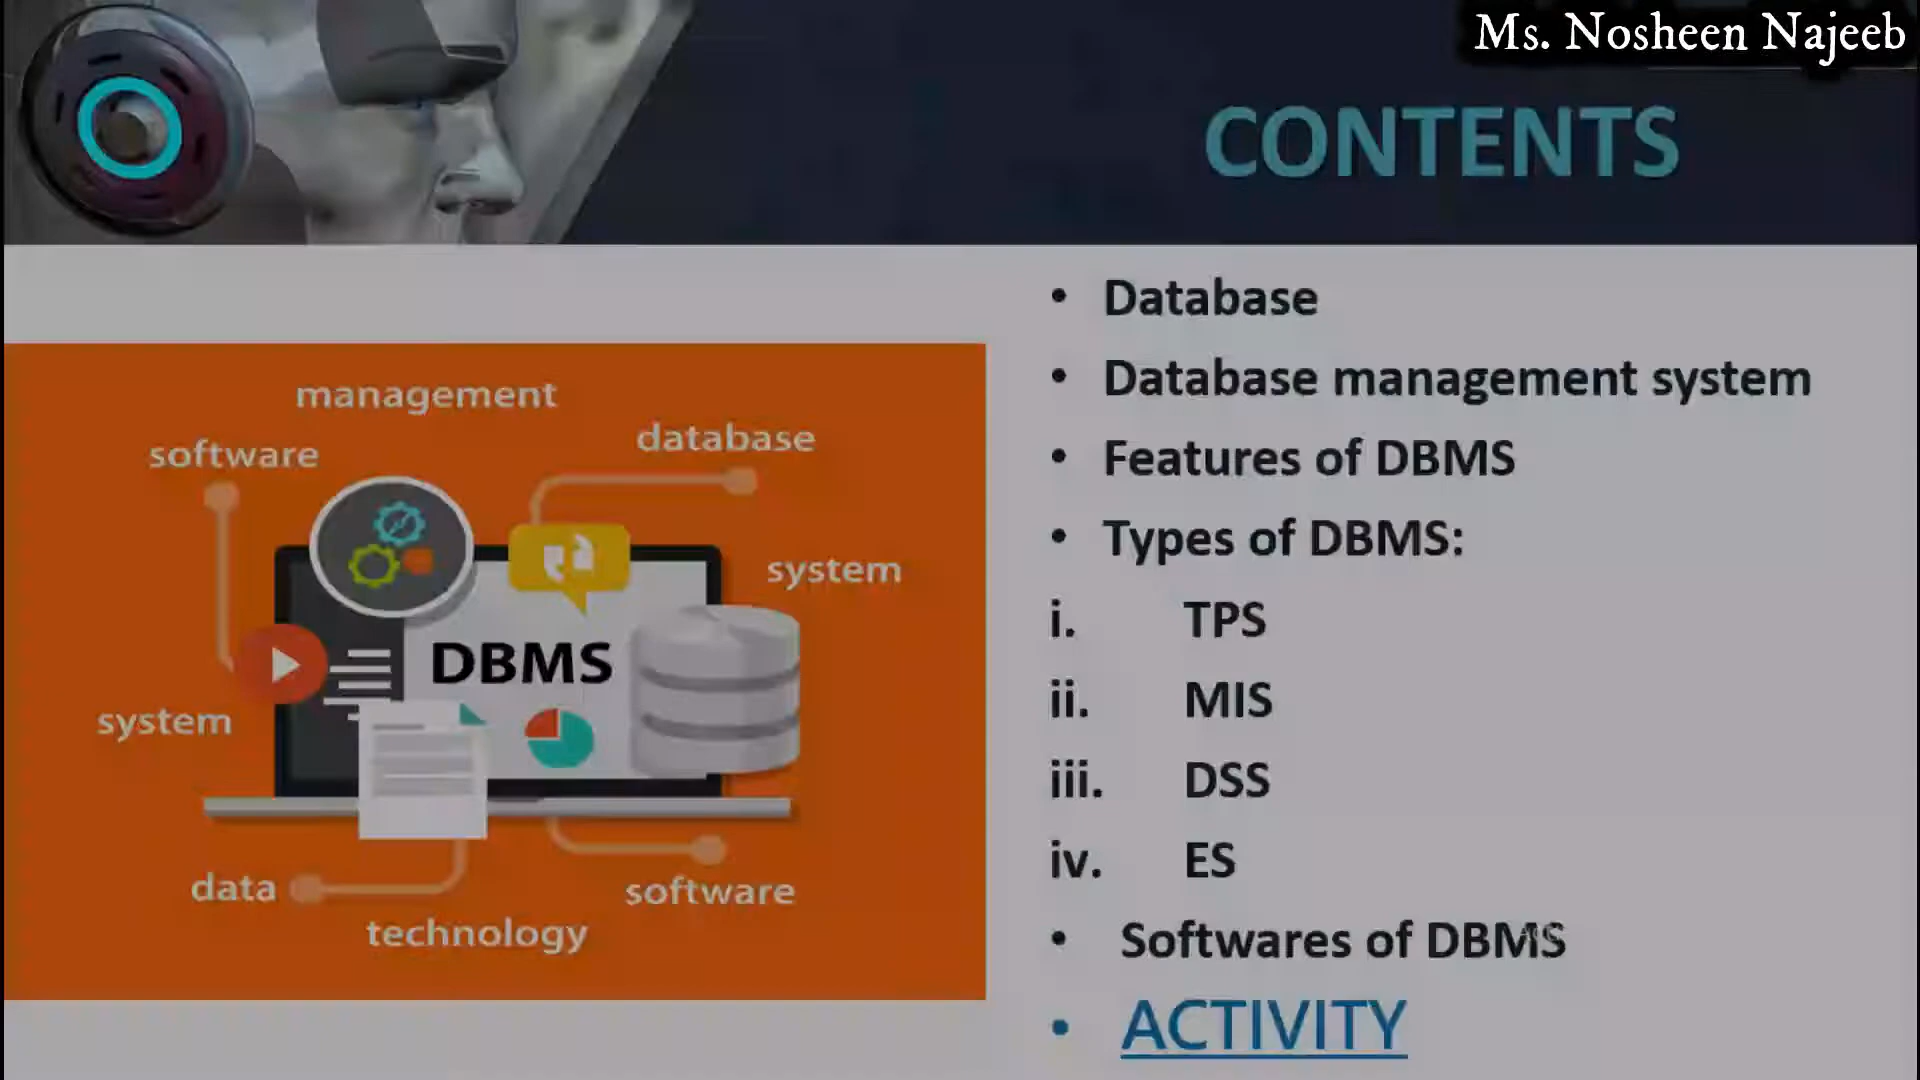 Ms. Nosheen Najeeb
CONTENTS
management
software
database
system
DBMS
system
data
software
technology
• Database
• Database management system
• Features of DBMS
• Types of DBMS:
i. TPS
ii. MIS
iii. DSS
iv. ES
• Softwares of DBMS
• ACTIVITY